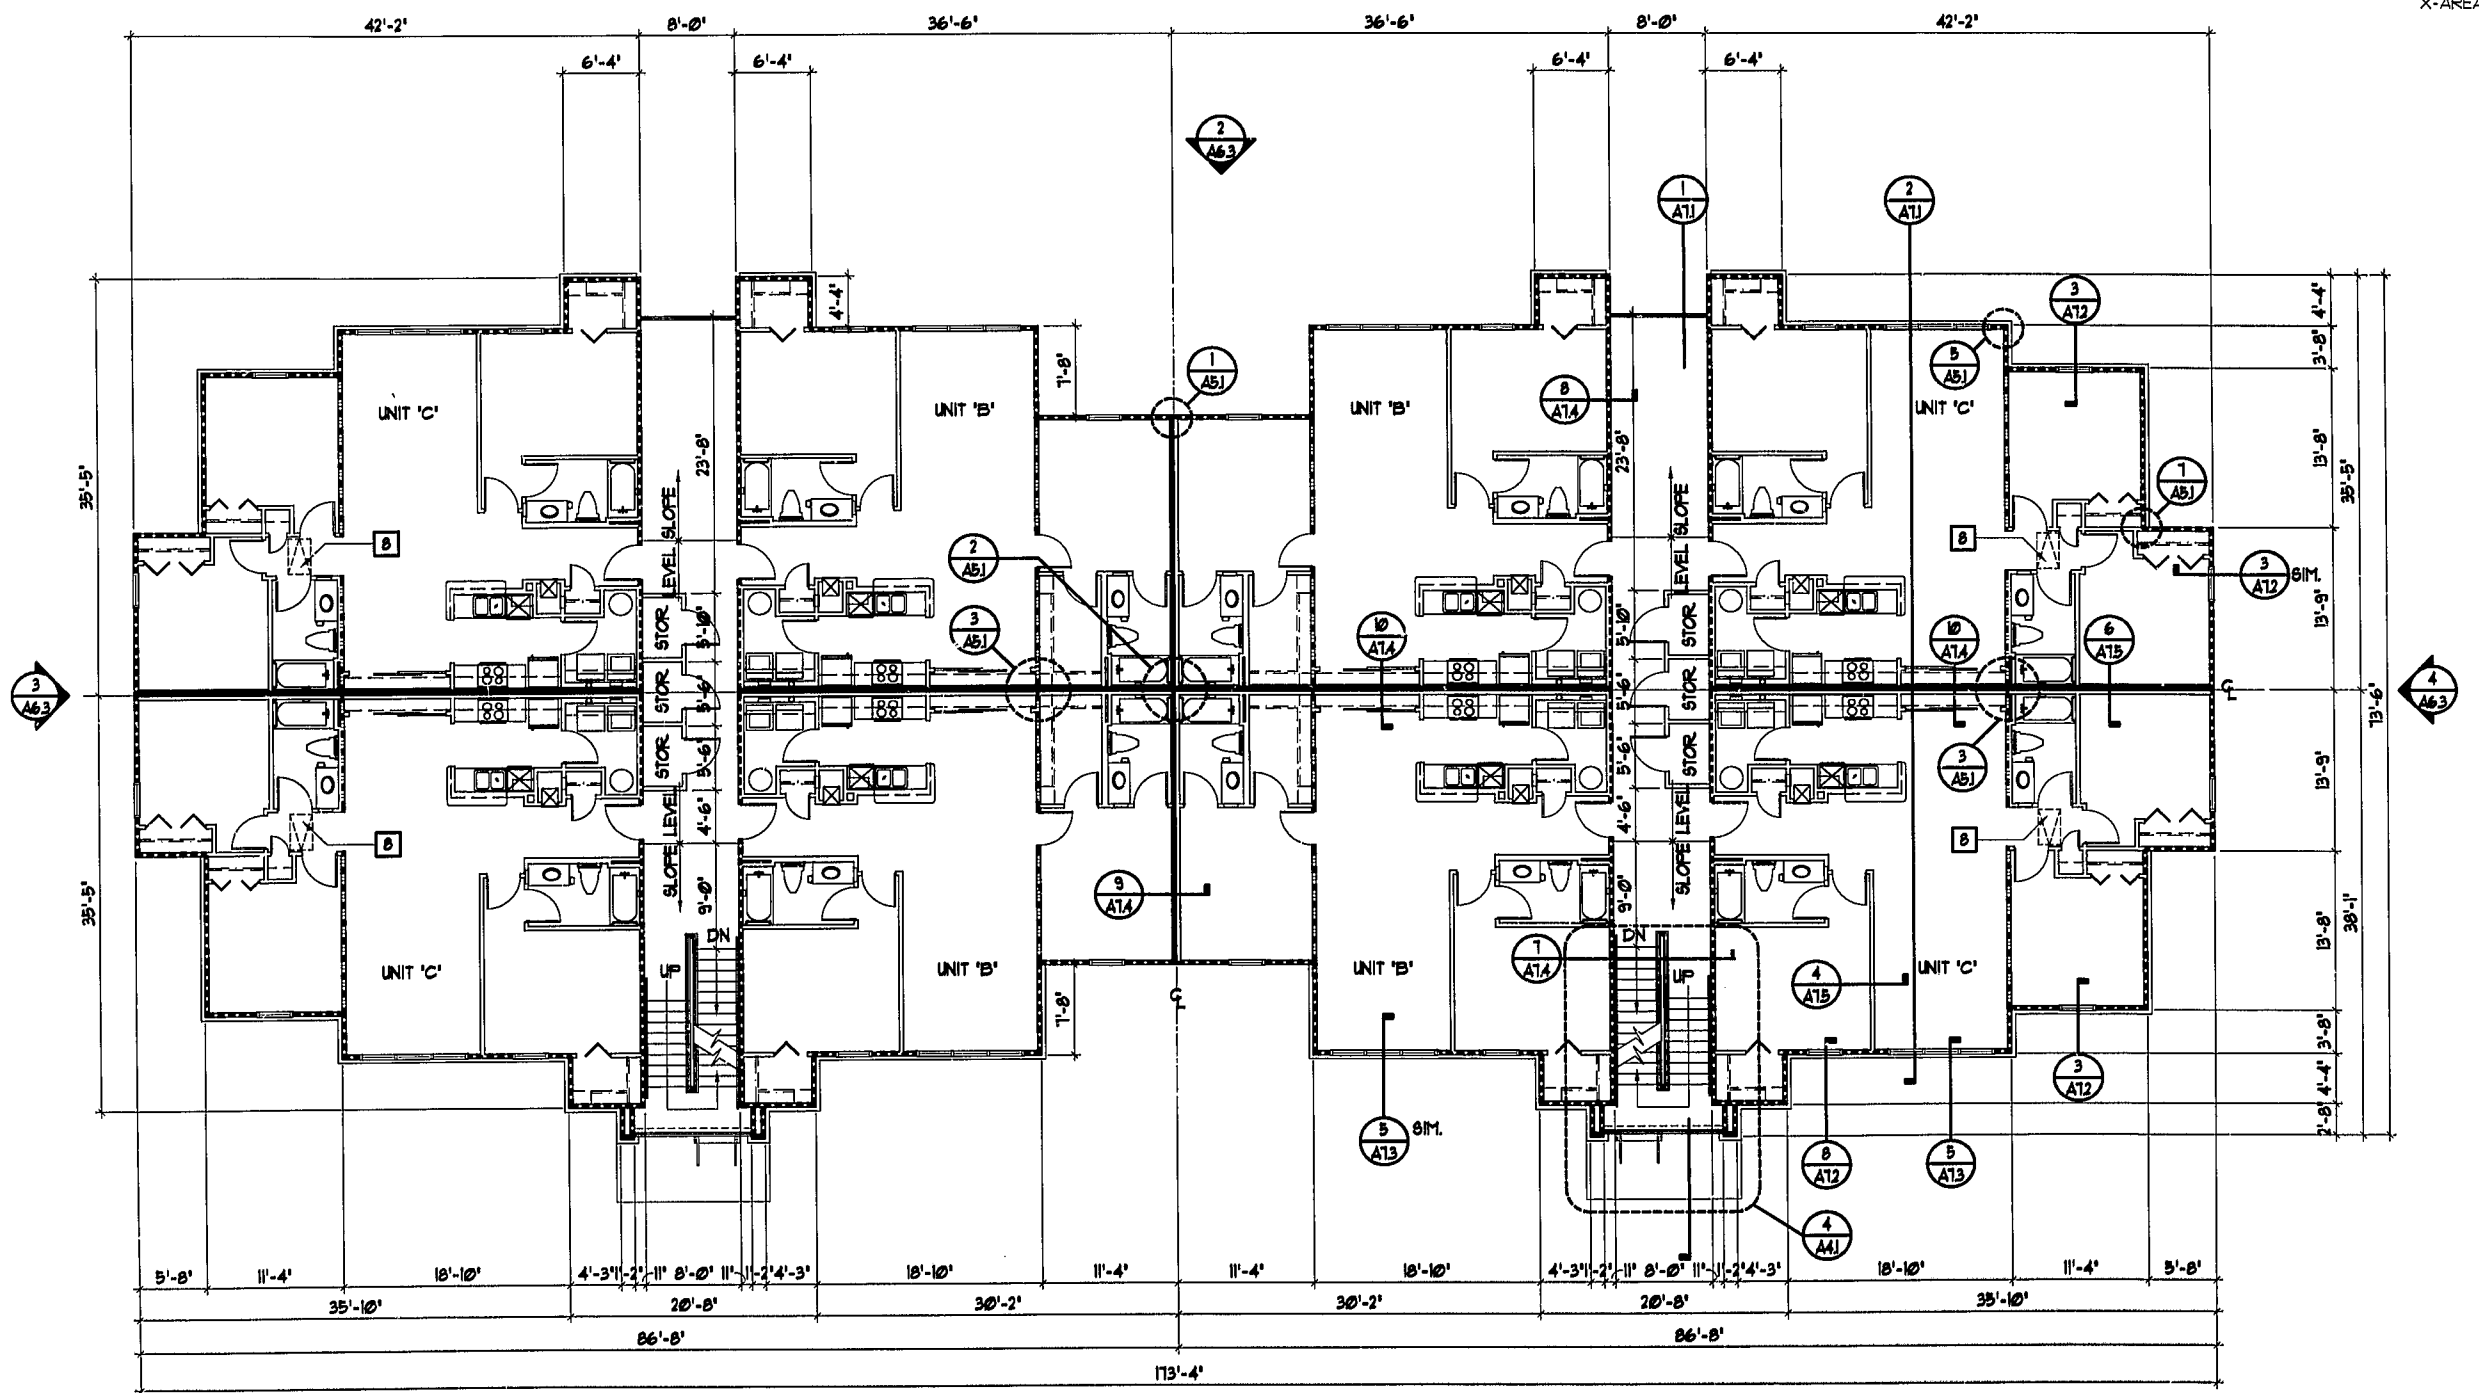 X-AREA
42'-2" 8'-0" 36'-6" 36'-6" 8'-0" 42'-2"
6'-4" 6'-4" 6'-4" 6'-4"
2
A6.3
1
A7.1
2
A7.1
4'-4"
3
A7.2
4'-4"
7'-8"
1
A5.1
5
A5.1
3'-8"
8
A7.4
UNIT "C" UNIT "B" UNIT "B" UNIT "C"
35'-5" 23'-8" 23'-8" 13'-8" 35'-5"
1
A5.1
SLOPE SLOPE
8 8
2
A5.1
LEVEL LEVEL
3
A7.2
SIM.
13'-9"
STOR 5'-10" STOR 5'-10"
3
A5.1
10
A7.4
10
A7.4
6
A7.5
3
A6.3
STOR 5'-6" STOR 5'-6"
4
A6.3
CL
73'-6"
STOR 5'-6" STOR 5'-6"
3
A5.1
13'-9"
LEVEL 4'-6" LEVEL 4'-6"
8 8
SLOPE SLOPE
35'-5" 9'-0" 9'-0" 38'-1"
9
A7.4
DN DN
13'-8"
7
A7.4
UP UP
UNIT "C" UNIT "B" UNIT "B" UNIT "C"
4
A7.5
CL
7'-8"
3'-8"
3
A7.2
4'-4"
2'-8"
5
A7.3
SIM.
8
A7.2
5
A7.3
4
A4.1
5'-8" 11'-4" 18'-10" 4'-3" 1'-2" 11" 8'-0" 11" 1'-2" 4'-3" 18'-10" 11'-4" 11'-4" 18'-10" 4'-3" 1'-2" 11" 8'-0" 11" 1'-2" 4'-3" 18'-10" 11'-4" 5'-8"
35'-10" 20'-8" 30'-2" 30'-2" 20'-8" 35'-10"
86'-8" 86'-8"
173'-4"